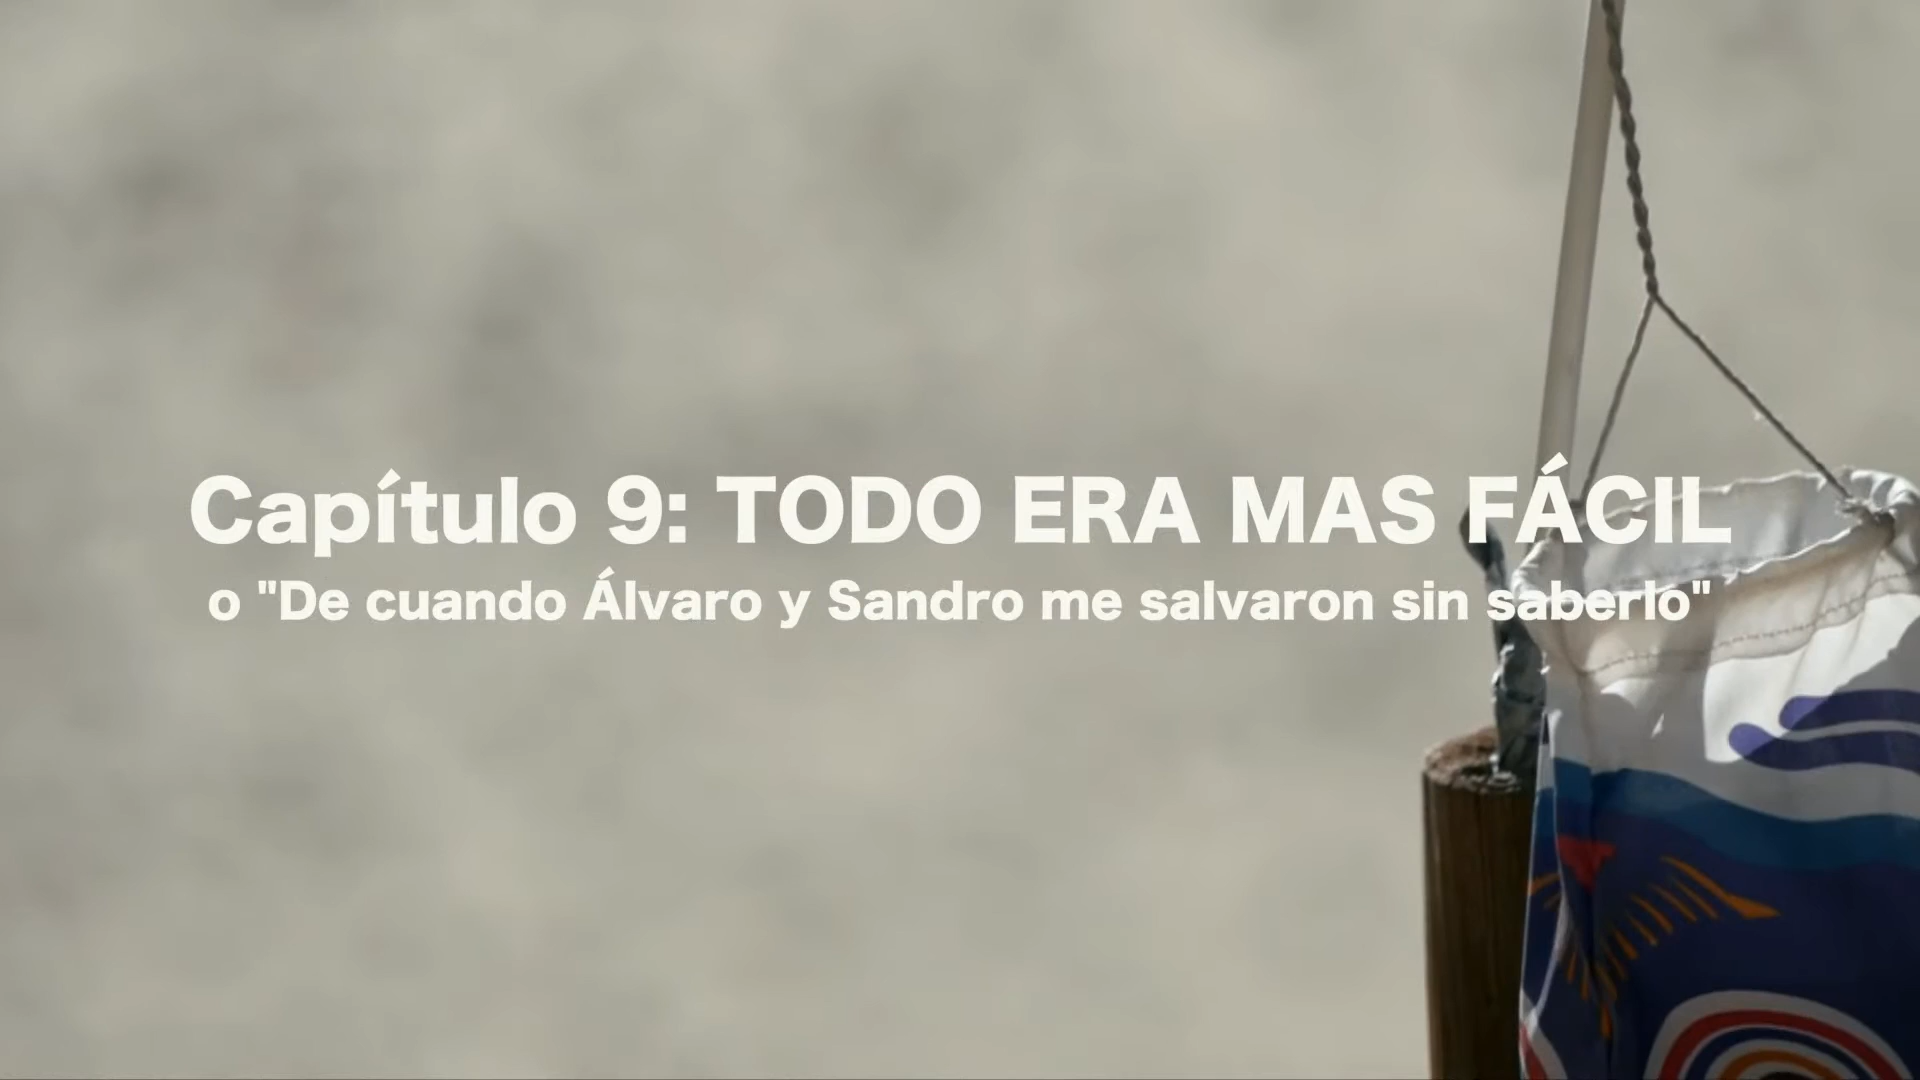 Capítulo 9: TODO ERA MAS FÁCIL
o "De cuando Álvaro y Sandro me salvaron sin saberlo"